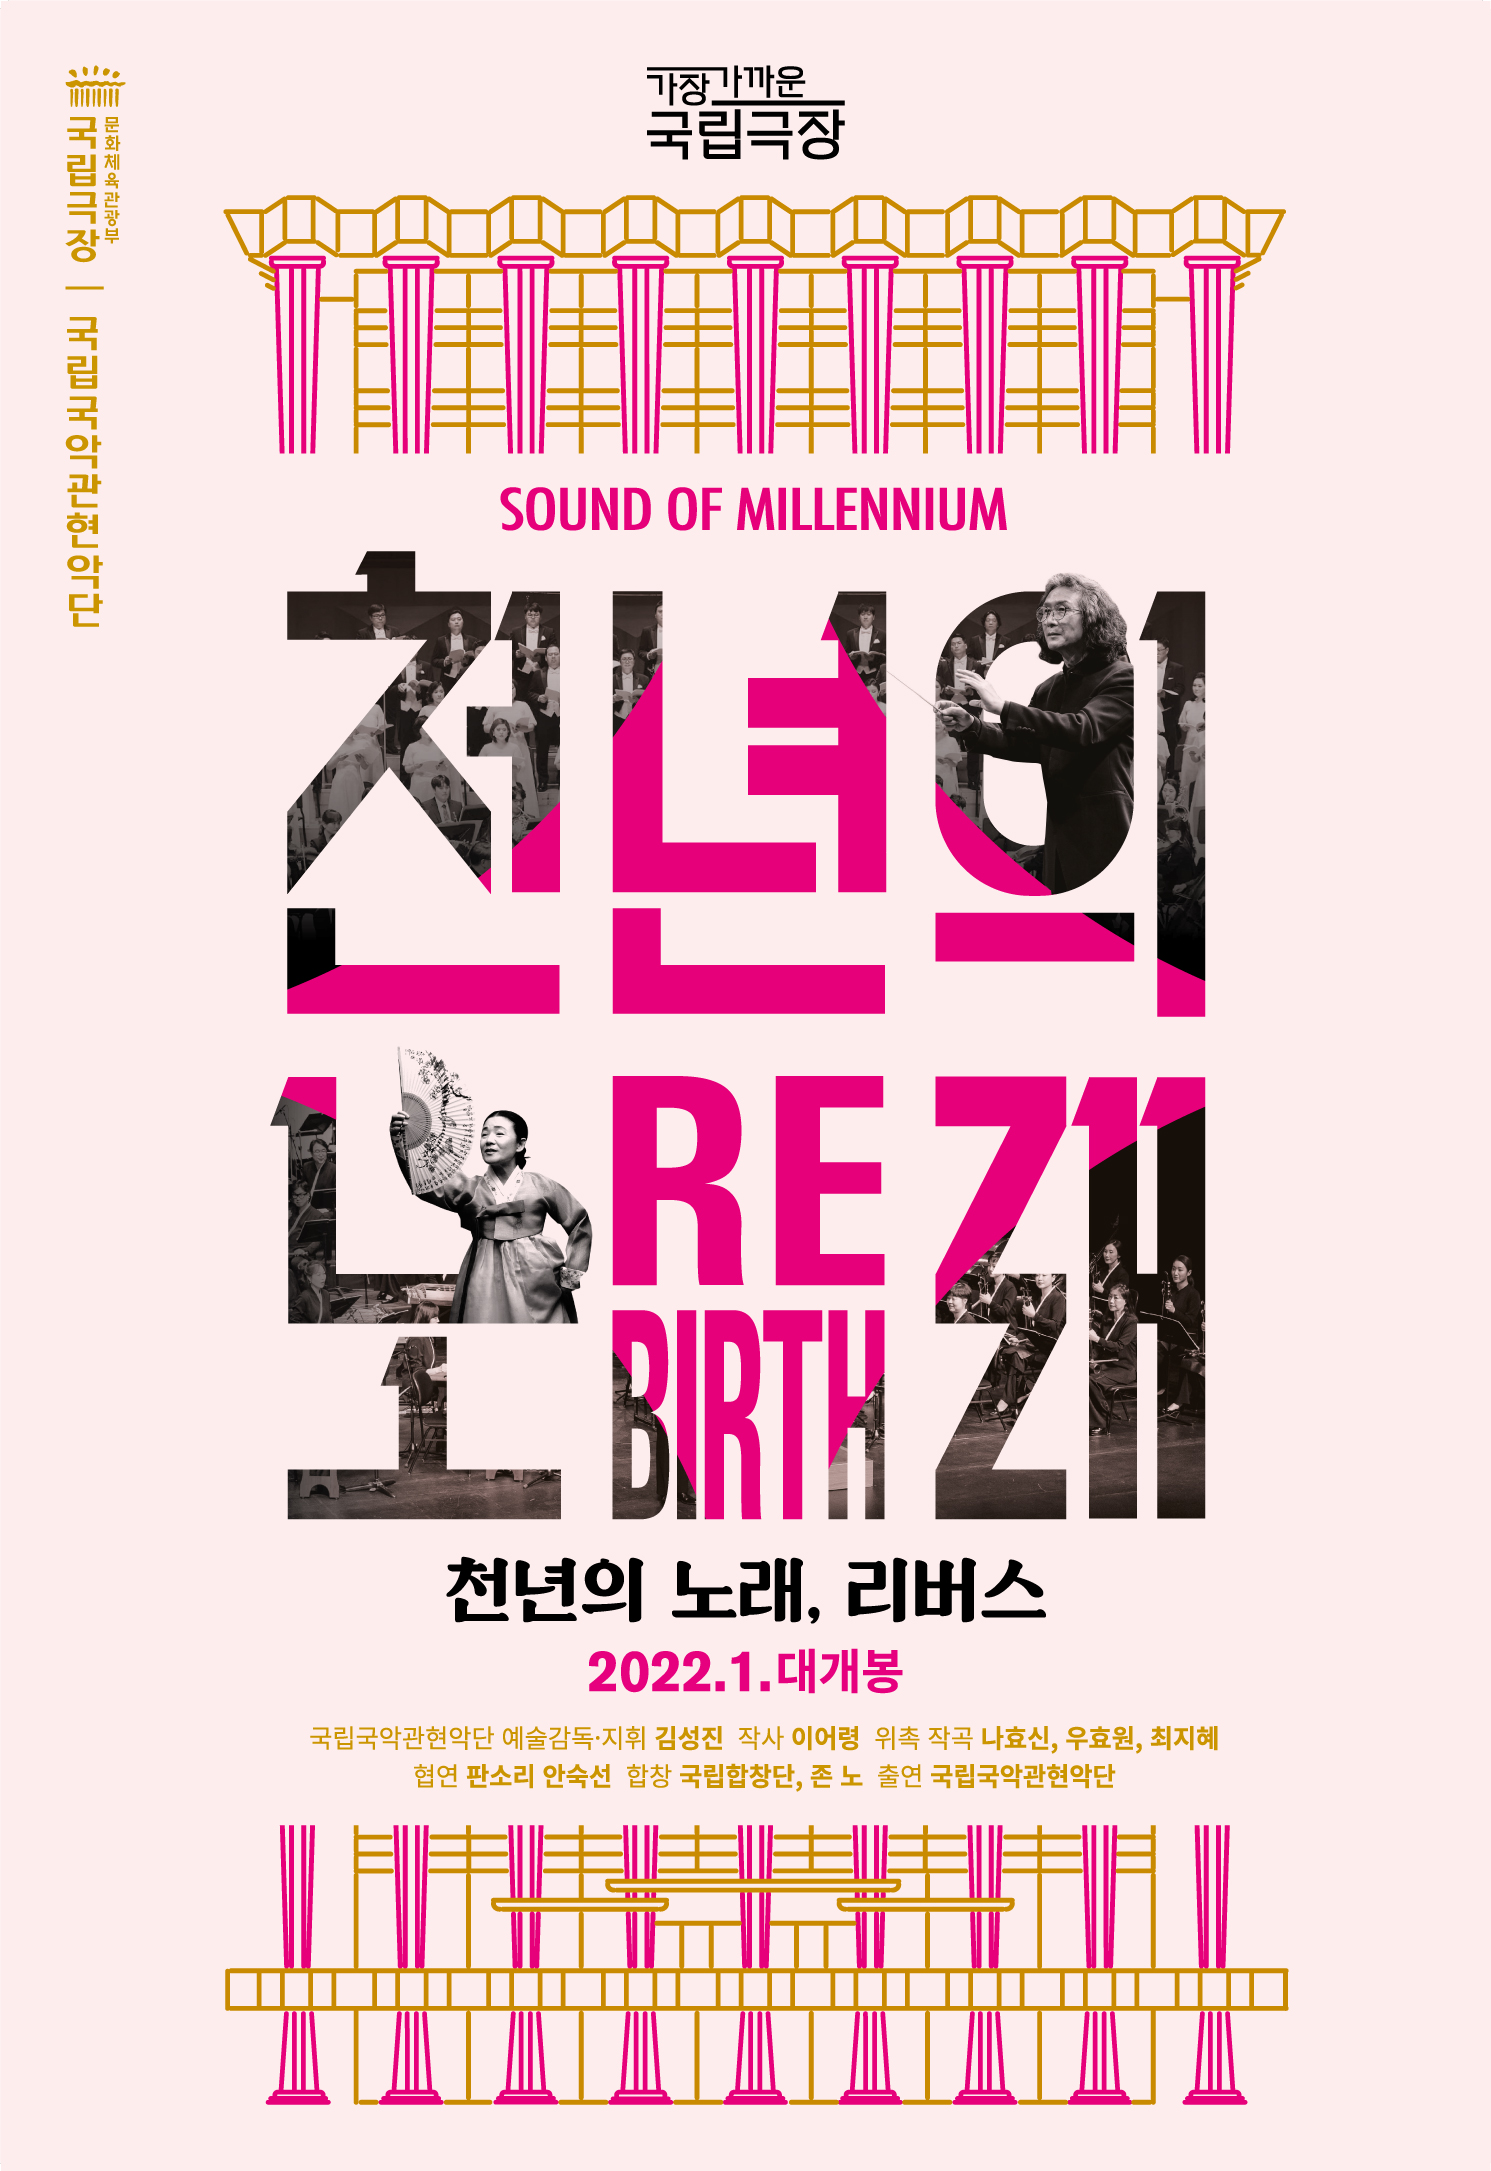 문화체육관광부
국립극장 | 국립국악관현악단
가장 가까운
국립극장
SOUND OF MILLENNIUM
천년의
노 RE 래
BIRTH
천년의 노래, 리버스
2022.1.대개봉
국립국악관현악단 예술감독·지휘 김성진 작사 이어령 위촉 작곡 나효신, 우효원, 최지혜
협연 판소리 안숙선 합창 국립합창단, 존 노 출연 국립국악관현악단